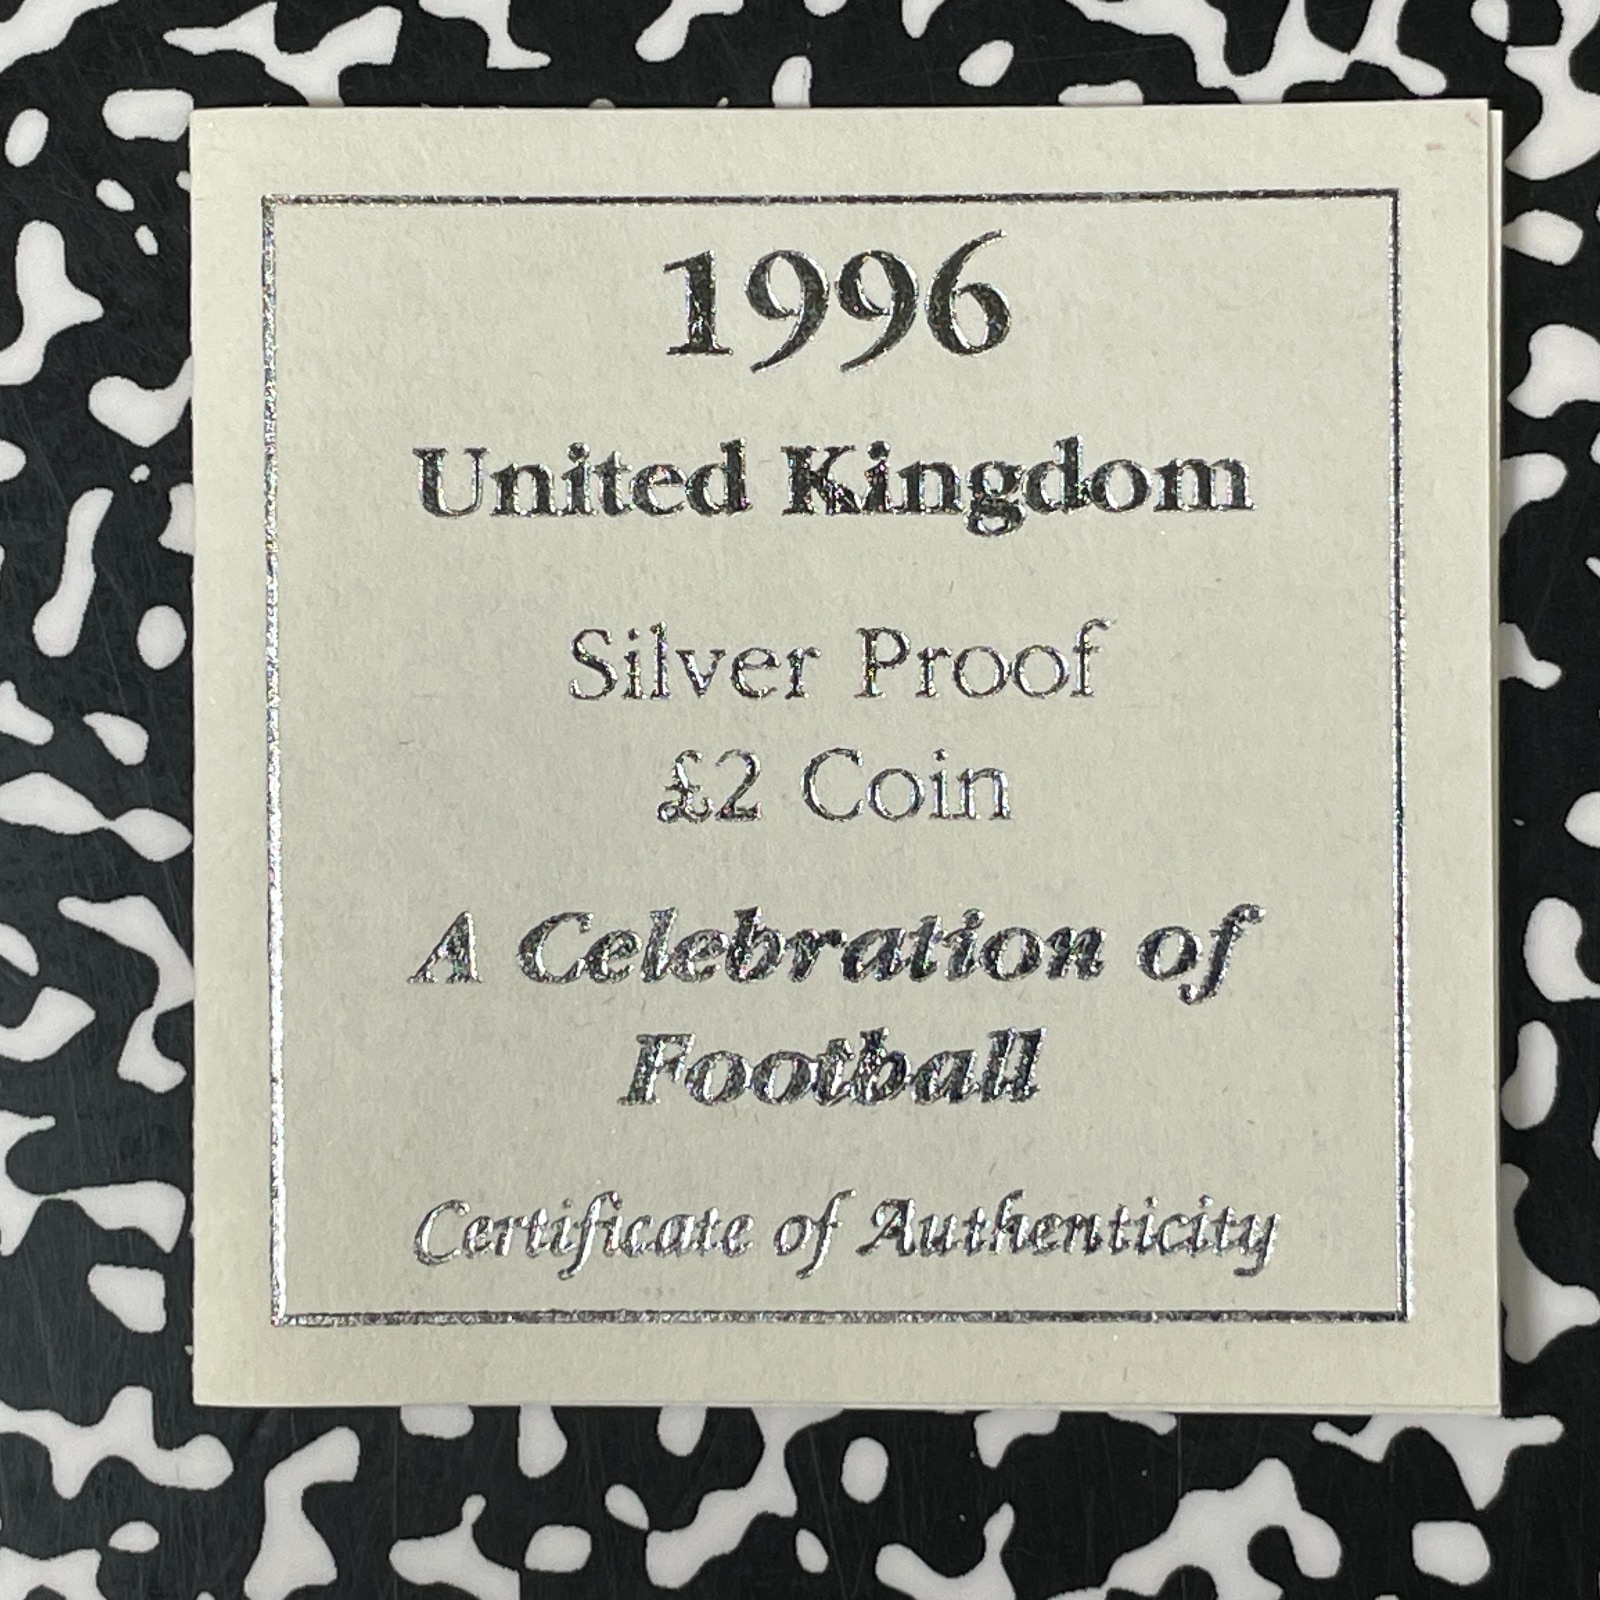 1996
United Kingdom
Silver Proof
£2 Coin
A Celebration of
Football
Certificate of Authenticity